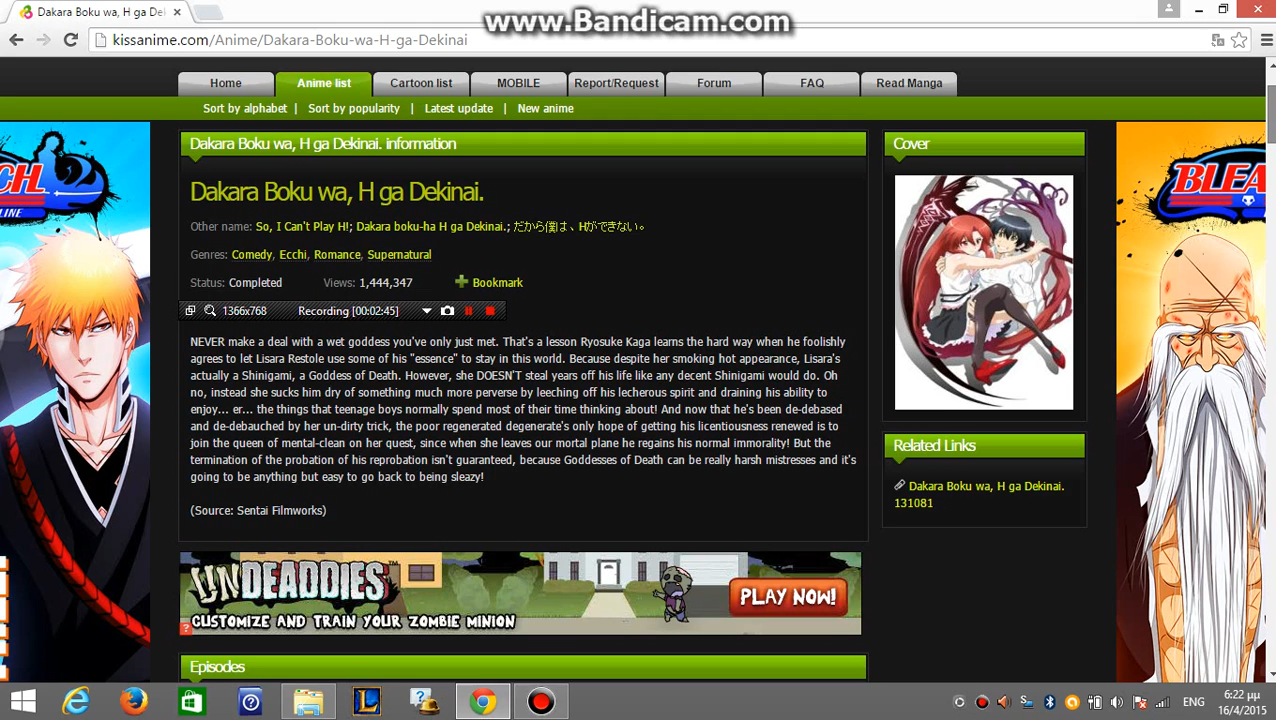 Dakara Boku wa, H ga De
www.Bandicam.com
kissanime.com/Anime/Dakara-Boku-wa-H-ga-Dekinai
Home Anime list Cartoon list MOBILE Report/Request Forum FAQ Read Manga
Sort by alphabet | Sort by popularity | Latest update | New anime
Dakara Boku wa, H ga Dekinai. information
Dakara Boku wa, H ga Dekinai.
Other name: So, I Can't Play H!; Dakara boku-ha H ga Dekinai.; だから僕は、Hができない。
Genres: Comedy, Ecchi, Romance, Supernatural
Status: Completed Views: 1,444,347 Bookmark
1366x768 Recording [00:02:45]
NEVER make a deal with a wet goddess you've only just met. That's a lesson Ryosuke Kaga learns the hard way when he foolishly
agrees to let Lisara Restole use some of his "essence" to stay in this world. Because despite her smoking hot appearance, Lisara's
actually a Shinigami, a Goddess of Death. However, she DOESN'T steal years off his life like any decent Shinigami would do. Oh
no, instead she sucks him dry of something much more perverse by leeching off his lecherous spirit and draining his ability to
enjoy... er... the things that teenage boys normally spend most of their time thinking about! And now that he's been de-debased
and de-debauched by her un-dirty trick, the poor regenerated degenerate's only hope of getting his licentiousness renewed is to
join the queen of mental-clean on her quest, since when she leaves our mortal plane he regains his normal immorality! But the
termination of the probation of his reprobation isn't guaranteed, because Goddesses of Death can be really harsh mistresses and it's
going to be anything but easy to go back to being sleazy!
(Source: Sentai Filmworks)
Cover
Related Links
Dakara Boku wa, H ga Dekinai.
131081
CH
LINE
BLEA
UNDEADDIES™
CUSTOMIZE AND TRAIN YOUR ZOMBIE MINION
PLAY NOW!
?
Episodes
ENG
6:22 μμ
16/4/2015